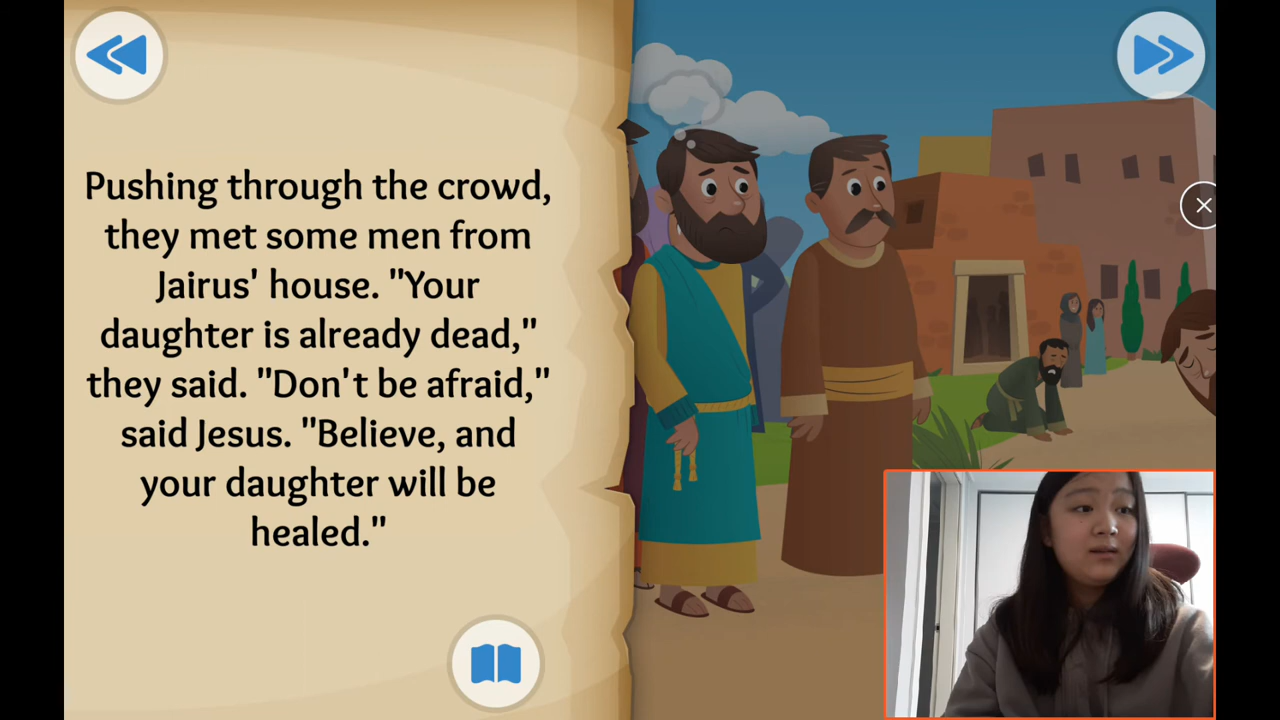 Pushing through the crowd,
they met some men from
Jairus' house. "Your
daughter is already dead,"
they said. "Don't be afraid,"
said Jesus. "Believe, and
your daughter will be
healed."